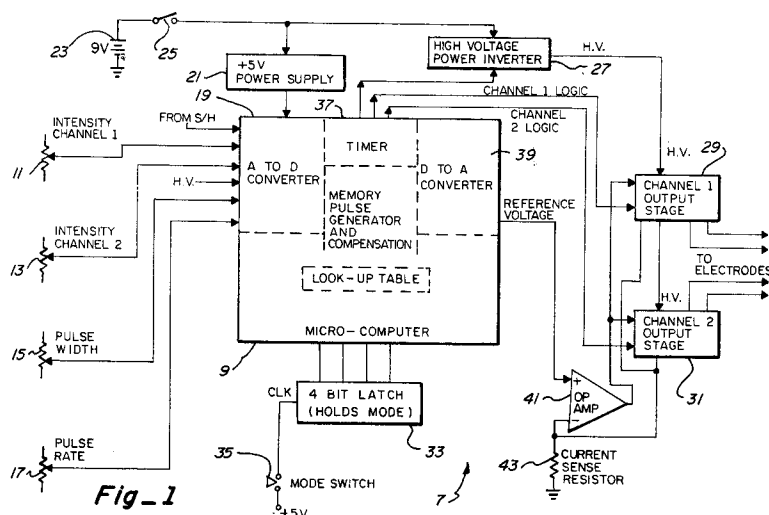 23
9V
25
+5V
POWER SUPPLY
21
HIGH VOLTAGE
POWER INVERTER
27
H.V.
CHANNEL 1 LOGIC
CHANNEL
2 LOGIC
19
37
39
FROM S/H
INTENSITY
CHANNEL 1
11
TIMER
A TO D
CONVERTER
D TO A
CONVERTER
H.V.
MEMORY
PULSE
GENERATOR
AND
COMPENSATION
REFERENCE
VOLTAGE
H.V.
29
CHANNEL 1
OUTPUT
STAGE
INTENSITY
CHANNEL 2
13
LOOK-UP TABLE
TO
ELECTRODES
H.V.
CHANNEL 2
OUTPUT
STAGE
31
PULSE
WIDTH
15
MICRO-COMPUTER
9
CLK
4 BIT LATCH
(HOLDS MODE)
33
41
+
OP
AMP
−
PULSE
RATE
17
35
MODE SWITCH
+5V
7
43
CURRENT
SENSE
RESISTOR
Fig_1